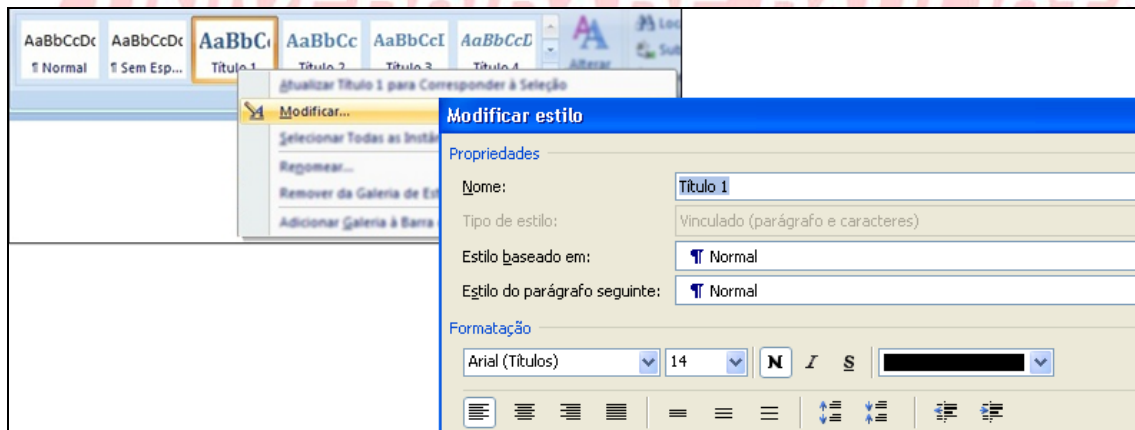 AaBbCcDc AaBbCcDc AaBbC AaBbCc AaBbCcI AaBbCcD
¶ Normal ¶ Sem Esp... Título 1 Título 2 Título 3 Título 4 Alterar
Atualizar Título 1 para Corresponder à Seleção
Modificar...
Selecionar Todas as
Renomear...
Remover da Galeria de
Adicionar Galeria à Barra
Modificar estilo
Propriedades
Nome: Título 1
Tipo de estilo: Vinculado (parágrafo e caracteres)
Estilo baseado em: ¶ Normal
Estilo do parágrafo seguinte: ¶ Normal
Formatação
Arial (Títulos) 14 N I S